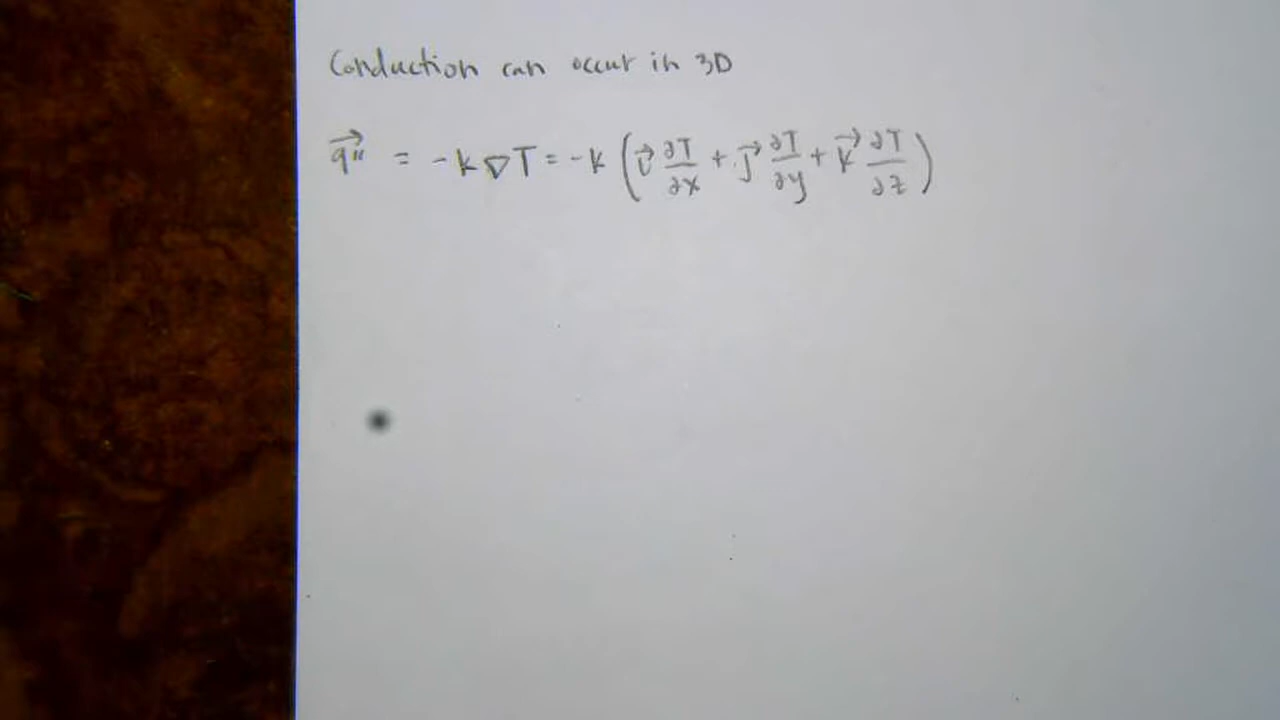 Conduction can occur in 3D
q⃗'' = -k∇T = -k (i⃗ ∂T/∂x + j⃗ ∂T/∂y + k⃗ ∂T/∂z)